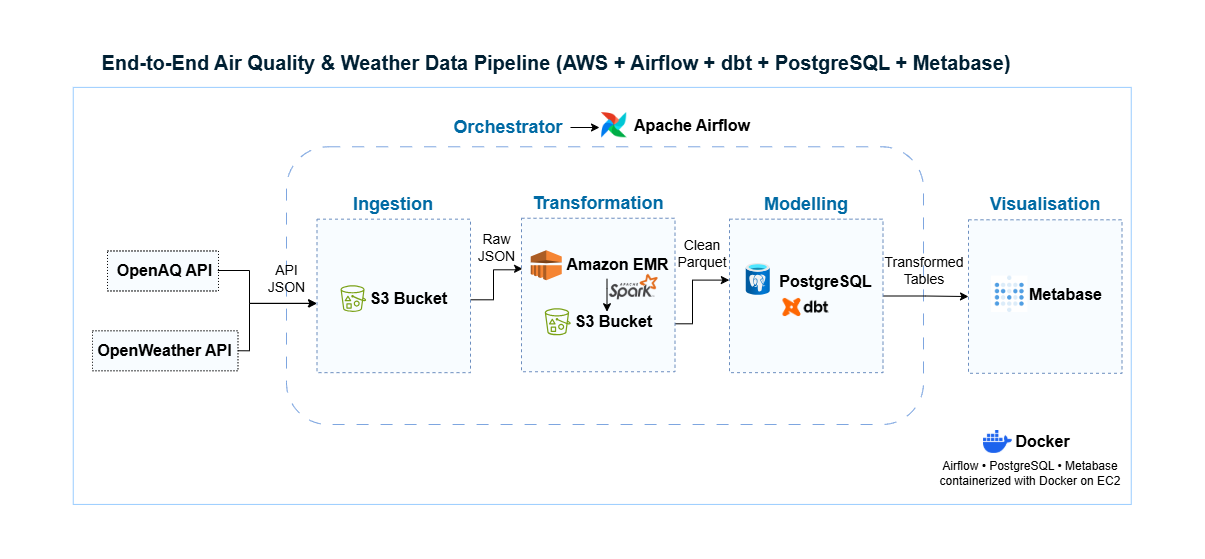 End-to-End Air Quality & Weather Data Pipeline (AWS + Airflow + dbt + PostgreSQL + Metabase)
Orchestrator
Apache Airflow
Ingestion
Transformation
Modelling
Visualisation
OpenAQ API
OpenWeather API
API
JSON
S3 Bucket
Raw
JSON
Amazon EMR
APACHE
Spark
S3 Bucket
Clean
Parquet
PostgreSQL
dbt
Transformed
Tables
Metabase
Docker
Airflow • PostgreSQL • Metabase
containerized with Docker on EC2